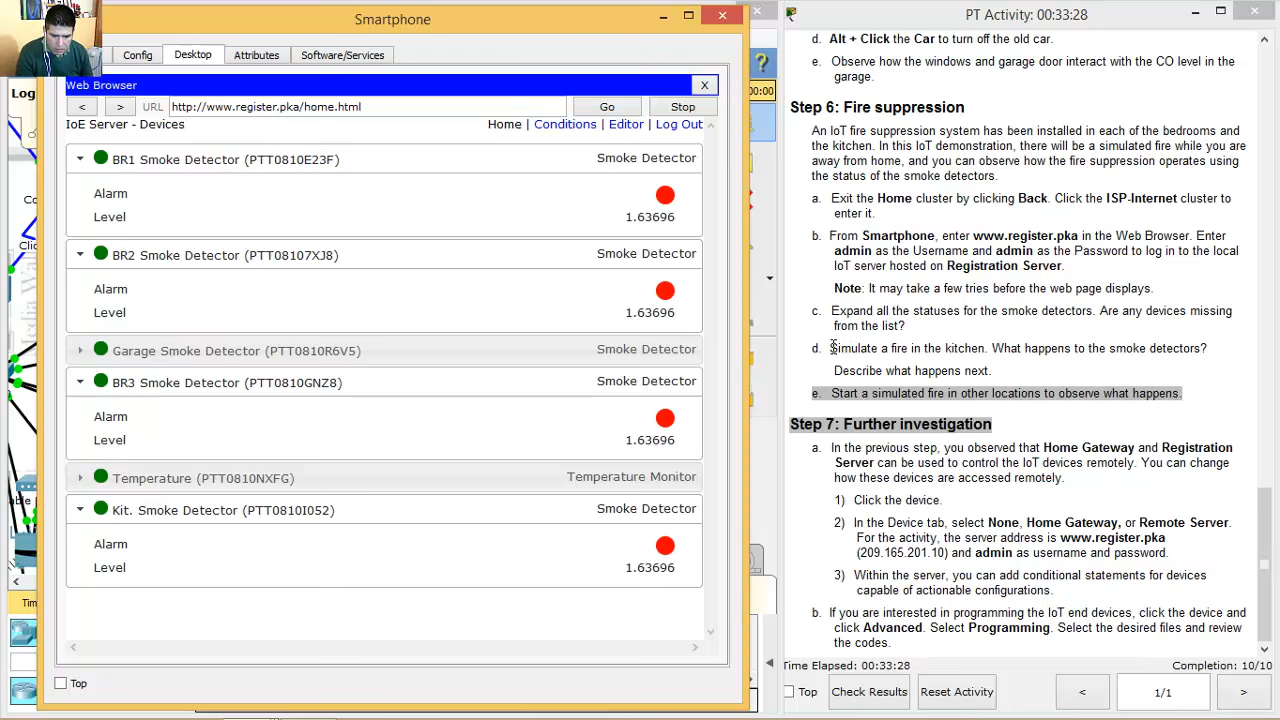 Smartphone
PT Activity: 00:33:28
Config
Desktop
Attributes
Software/Services
Web Browser
X
<
>
URL
http://www.register.pka/home.html
Go
Stop
IoE Server - Devices
Home | Conditions | Editor | Log Out
BR1 Smoke Detector (PTT0810E23F)
Smoke Detector
Alarm
Level
1.63696
BR2 Smoke Detector (PTT08107XJ8)
Smoke Detector
Alarm
Level
1.63696
Garage Smoke Detector (PTT0810R6V5)
Smoke Detector
BR3 Smoke Detector (PTT0810GNZ8)
Smoke Detector
Alarm
Level
1.63696
Temperature (PTT0810NXFG)
Temperature Monitor
Kit. Smoke Detector (PTT0810I052)
Smoke Detector
Alarm
Level
1.63696
Top
Log
00:00
d. Alt + Click the Car to turn off the old car.
e. Observe how the windows and garage door interact with the CO level in the
garage.
Step 6: Fire suppression
An IoT fire suppression system has been installed in each of the bedrooms and
the kitchen. In this IoT demonstration, there will be a simulated fire while you are
away from home, and you can observe how the fire suppression operates using
the status of the smoke detectors.
a. Exit the Home cluster by clicking Back. Click the ISP-Internet cluster to
enter it.
b. From Smartphone, enter www.register.pka in the Web Browser. Enter
admin as the Username and admin as the Password to log in to the local
IoT server hosted on Registration Server.
Note: It may take a few tries before the web page displays.
c. Expand all the statuses for the smoke detectors. Are any devices missing
from the list?
d. Simulate a fire in the kitchen. What happens to the smoke detectors?
Describe what happens next.
e. Start a simulated fire in other locations to observe what happens.
Step 7: Further investigation
a. In the previous step, you observed that Home Gateway and Registration
Server can be used to control the IoT devices remotely. You can change
how these devices are accessed remotely.
1) Click the device.
2) In the Device tab, select None, Home Gateway, or Remote Server.
For the activity, the server address is www.register.pka
(209.165.201.10) and admin as username and password.
3) Within the server, you can add conditional statements for devices
capable of actionable configurations.
b. If you are interested in programming the IoT end devices, click the device and
click Advanced. Select Programming. Select the desired files and review
the codes.
Time Elapsed: 00:33:28
Completion: 10/10
Top
Check Results
Reset Activity
<
1/1
>